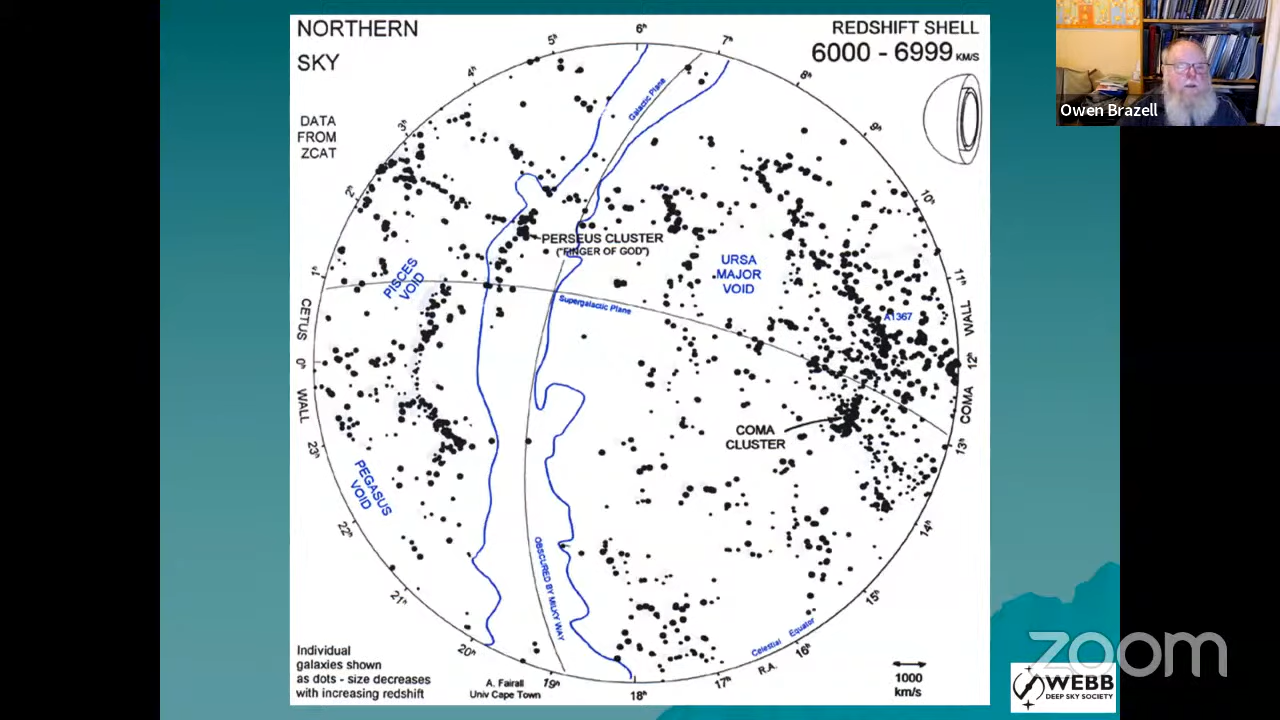 NORTHERN
SKY
REDSHIFT SHELL
6000 - 6999 KM/S
DATA
FROM
ZCAT
Owen Brazell
5h
6h
7h
4h
8h
3h
9h
2h
10h
1h
11h
0h
12h
23h
13h
22h
14h
21h
15h
20h
16h
19h
18h
17h
Galactic Plane
PERSEUS CLUSTER
("FINGER OF GOD")
PISCES
VOID
URSA
MAJOR
VOID
Supergalactic Plane
A1367
CETUS WALL
COMA WALL
COMA
CLUSTER
PEGASUS
VOID
OBSCURED BY MILKY WAY
Celestial Equator
R.A.
Individual
galaxies shown
as dots - size decreases
with increasing redshift
A. Fairall
Univ Cape Town
1000
km/s
zoom
WEBB
DEEP SKY SOCIETY